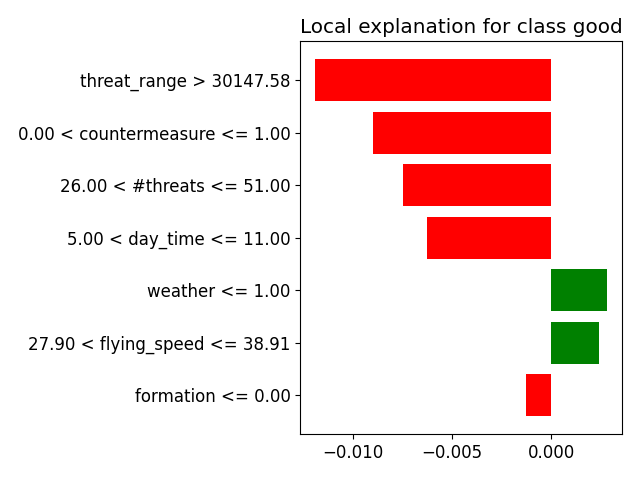 Local explanation for class good
threat_range > 30147.58
0.00 < countermeasure <= 1.00
26.00 < #threats <= 51.00
5.00 < day_time <= 11.00
weather <= 1.00
27.90 < flying_speed <= 38.91
formation <= 0.00
−0.010 −0.005 0.000